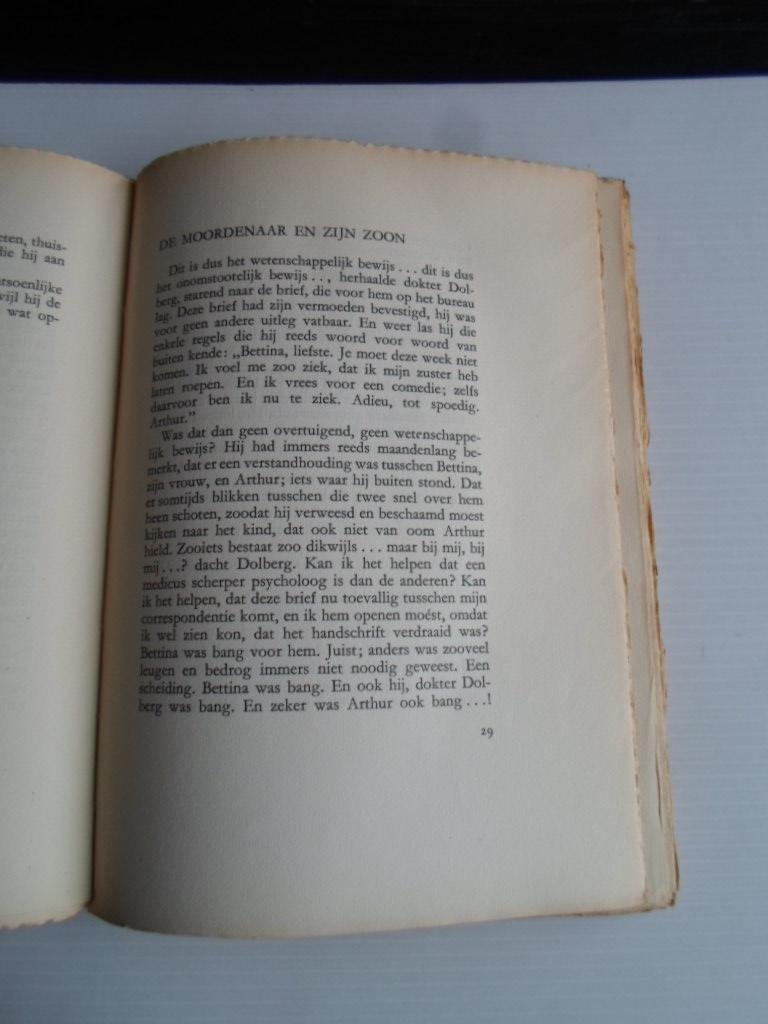 eten, thuis-
die hij aan
tsoenlijke
wijl hij de
wat op-
DE MOORDENAAR EN ZIJN ZOON
Dit is dus het wetenschappelijk bewijs... dit is dus
het onomstootelijk bewijs.., herhaalde dokter Dol-
berg, starend naar de brief, die voor hem op het bureau
lag. Deze brief had zijn vermoeden bevestigd, hij was
voor geen andere uitleg vatbaar. En weer las hij die
enkele regels die hij reeds woord voor woord van
buiten kende: „Bettina, liefste. Je moet deze week niet
komen. Ik voel me zoo ziek, dat ik mijn zuster heb
laten roepen. En ik vrees voor een comedie; zelfs
daarvoor ben ik nu te ziek. Adieu, tot spoedig.
Arthur.”
Was dat dan geen overtuigend, geen wetenschappe-
lijk bewijs? Hij had immers reeds maandenlang be-
merkt, dat er een verstandhouding was tusschen Bettina,
zijn vrouw, en Arthur; iets waar hij buiten stond. Dat
er somtijds blikken tusschen die twee snel over hem
heen schoten, zoodat hij verweesd en beschaamd moest
kijken naar het kind, dat ook niet van oom Arthur
hield. Zooiets bestaat zoo dikwijls... maar bij mij, bij
mij...? dacht Dolberg. Kan ik het helpen dat een
medicus scherper psycholoog is dan de anderen? Kan
ik het helpen, dat deze brief nu toevallig tusschen mijn
correspondentie komt, en ik hem openen moést, omdat
ik wel zien kon, dat het handschrift verdraaid was?
Bettina was bang voor hem. Juist; anders was zooveel
leugen en bedrog immers niet noodig geweest. Een
scheiding. Bettina was bang. En ook hij, dokter Dol-
berg was bang. En zeker was Arthur ook bang...!
29